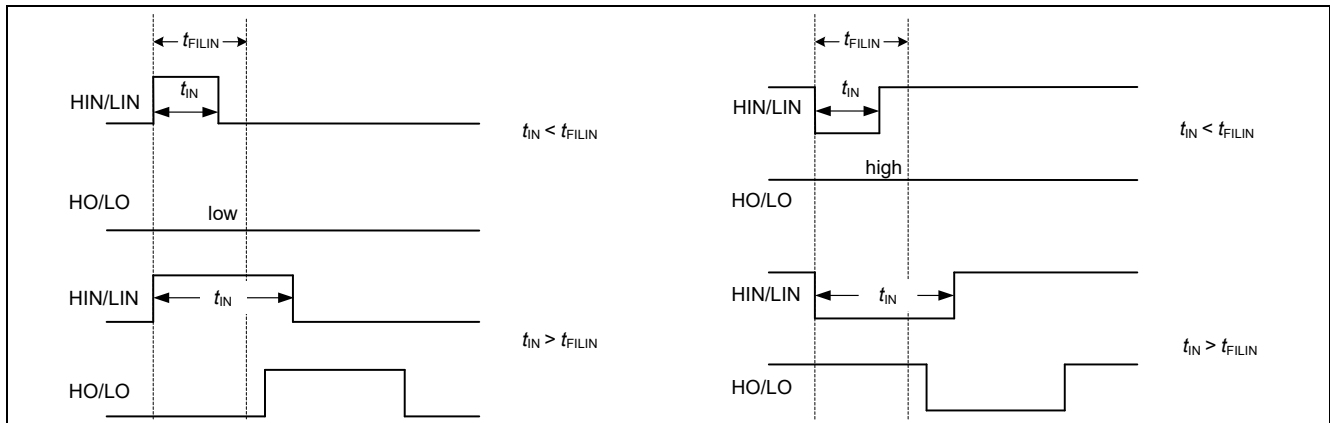 tFILIN
tIN
HIN/LIN
tIN < tFILIN
HO/LO
low
HIN/LIN
tIN
tIN > tFILIN
HO/LO
tFILIN
tIN
HIN/LIN
tIN < tFILIN
high
HO/LO
HIN/LIN
tIN
tIN > tFILIN
HO/LO